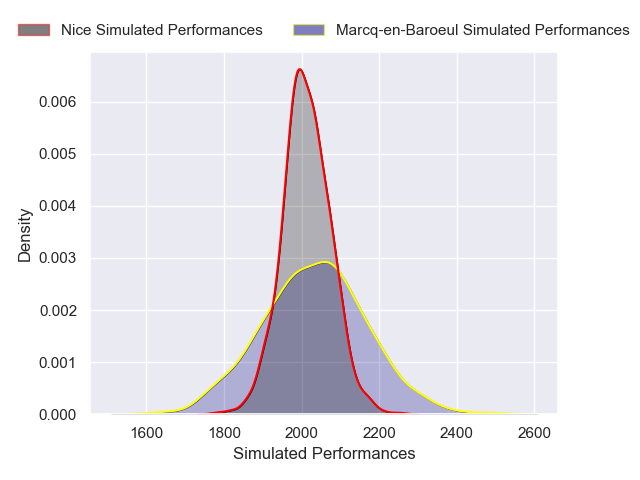 Nice Simulated Performances Marcq-en-Baroeul Simulated Performances
0.006
0.005
0.004
0.003
0.002
0.001
0.000
Density
1600 1800 2000 2200 2400 2600
Simulated Performances